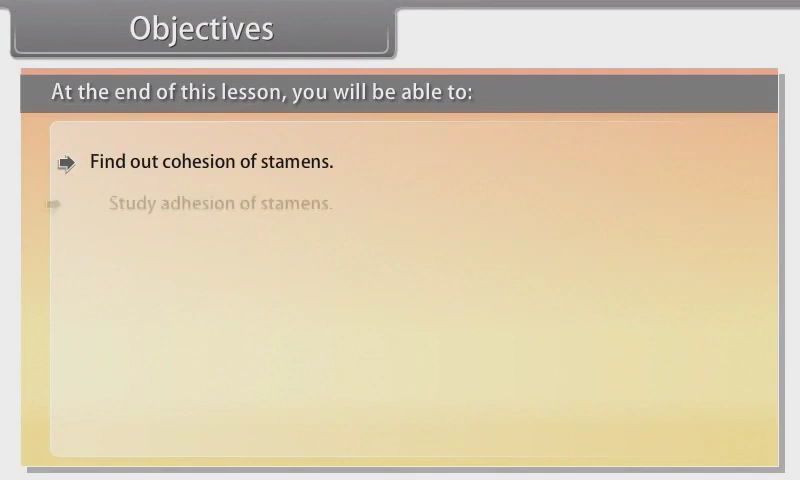 Objectives
At the end of this lesson, you will be able to:
Find out cohesion of stamens.
Study adhesion of stamens.